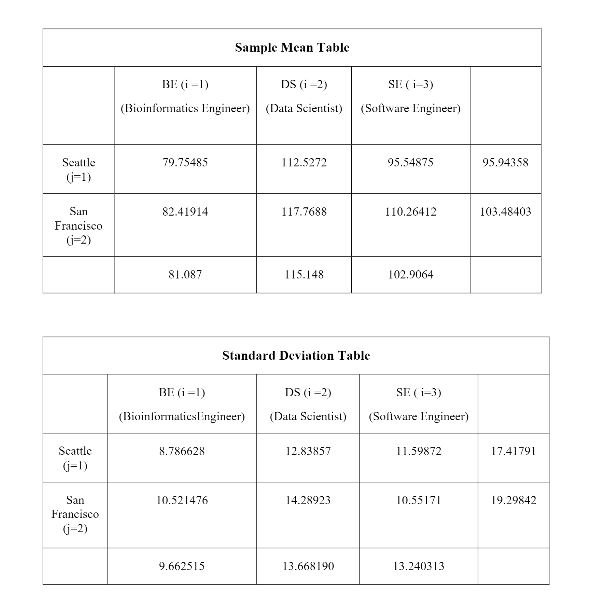 Sample Mean Table
BE (i =1) DS (i =2) SE ( i=3)
(Bioinformatics Engineer) (Data Scientist) (Software Engineer)
Seattle 79.75485 112.5272 95.54875 95.94358
(j=1)
San 82.41914 117.7688 110.26412 103.48403
Francisco
(j=2)
81.087 115.148 102.9064
Standard Deviation Table
BE (i =1) DS (i =2) SE ( i=3)
(BioinformaticsEngineer) (Data Scientist) (Software Engineer)
Seattle 8.786628 12.83857 11.59872 17.41791
(j=1)
San 10.521476 14.28923 10.55171 19.29842
Francisco
(j=2)
9.662515 13.668190 13.240313